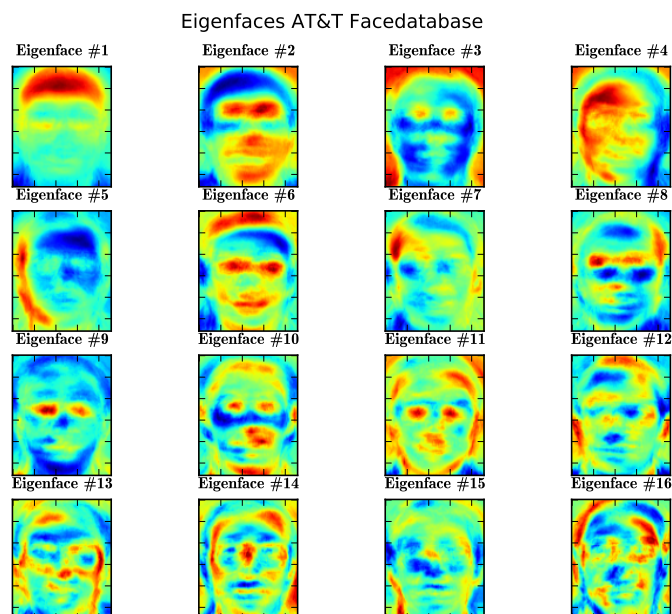 Eigenfaces AT&T Facedatabase
Eigenface #1 Eigenface #2 Eigenface #3 Eigenface #4
Eigenface #5 Eigenface #6 Eigenface #7 Eigenface #8
Eigenface #9 Eigenface #10 Eigenface #11 Eigenface #12
Eigenface #13 Eigenface #14 Eigenface #15 Eigenface #16